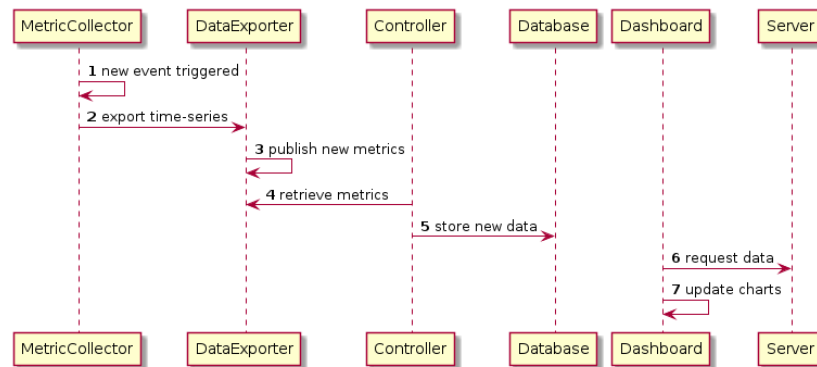 MetricCollector DataExporter Controller Database Dashboard Server
1 new event triggered
2 export time-series
3 publish new metrics
4 retrieve metrics
5 store new data
6 request data
7 update charts
MetricCollector DataExporter Controller Database Dashboard Server